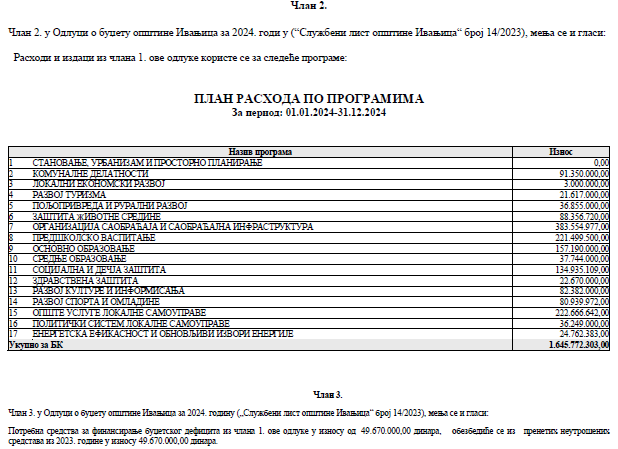 Члан 2.
Члан 2. у Одлуци о буџету општине Ивањица за 2024. годи у (“Службени лист општине Ивањица“ број 14/2023), мења се и гласи:
Расходи и издаци из члана 1. ове одлуке користе се за следеће програме:
ПЛАН РАСХОДА ПО ПРОГРАМИМА
За период: 01.01.2024-31.12.2024
Назив програма Износ
1 СТАНОВАЊЕ, УРБАНИЗАМ И ПРОСТОРНО ПЛАНИРАЊЕ 0,00
2 КОМУНАЛНЕ ДЕЛАТНОСТИ 91.350.000,00
3 ЛОКАЛНИ ЕКОНОМСКИ РАЗВОЈ 3.000.000,00
4 РАЗВОЈ ТУРИЗМА 21.617.000,00
5 ПОЉОПРИВРЕДА И РУРАЛНИ РАЗВОЈ 36.855.000,00
6 ЗАШТИТА ЖИВОТНЕ СРЕДИНЕ 88.356.720,00
7 ОРГАНИЗАЦИЈА САОБРАЋАЈА И САОБРАЋАЈНА ИНФРАСТРУКТУРА 383.554.977,00
8 ПРЕДШКОЛСКО ВАСПИТАЊЕ 221.499.500,00
9 ОСНОВНО ОБРАЗОВАЊЕ 157.190.000,00
10 СРЕДЊЕ ОБРАЗОВАЊЕ 37.744.000,00
11 СОЦИЈАЛНА И ДЕЧЈА ЗАШТИТА 134.935.109,00
12 ЗДРАВСТВЕНА ЗАШТИТА 22.670.000,00
13 РАЗВОЈ КУЛТУРЕ И ИНФОРМИСАЊА 82.382.000,00
14 РАЗВОЈ СПОРТА И ОМЛАДИНЕ 80.939.972,00
15 ОПШТЕ УСЛУГЕ ЛОКАЛНЕ САМОУПРАВЕ 222.666.642,00
16 ПОЛИТИЧКИ СИСТЕМ ЛОКАЛНЕ САМОУПРАВЕ 36.249.000,00
17 ЕНЕРГЕТСКА ЕФИКАСНОСТ И ОБНОВЉИВИ ИЗВОРИ ЕНЕРГИЈЕ 24.762.383,00
Укупно за БК 1.645.772.303,00
Члан 3.
Члан 3. у Одлуци о буџету општине Ивањица за 2024. годину („Службени лист општине Ивањица“ број 14/2023), мења се и гласи:
Потребна средства за финансирање буџетског дефицита из члана 1. ове одлуке у износу од 49.670.000,00 динара, обезбедиће се из пренетих неутрошених
средстава из 2023. године у износу 49.670.000,00 динара.